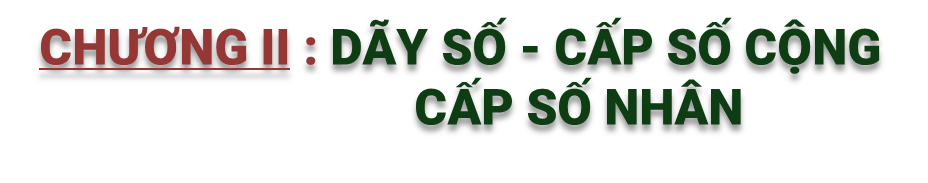 CHƯƠNG II : DÃY SỐ - CẤP SỐ CỘNG
CẤP SỐ NHÂN